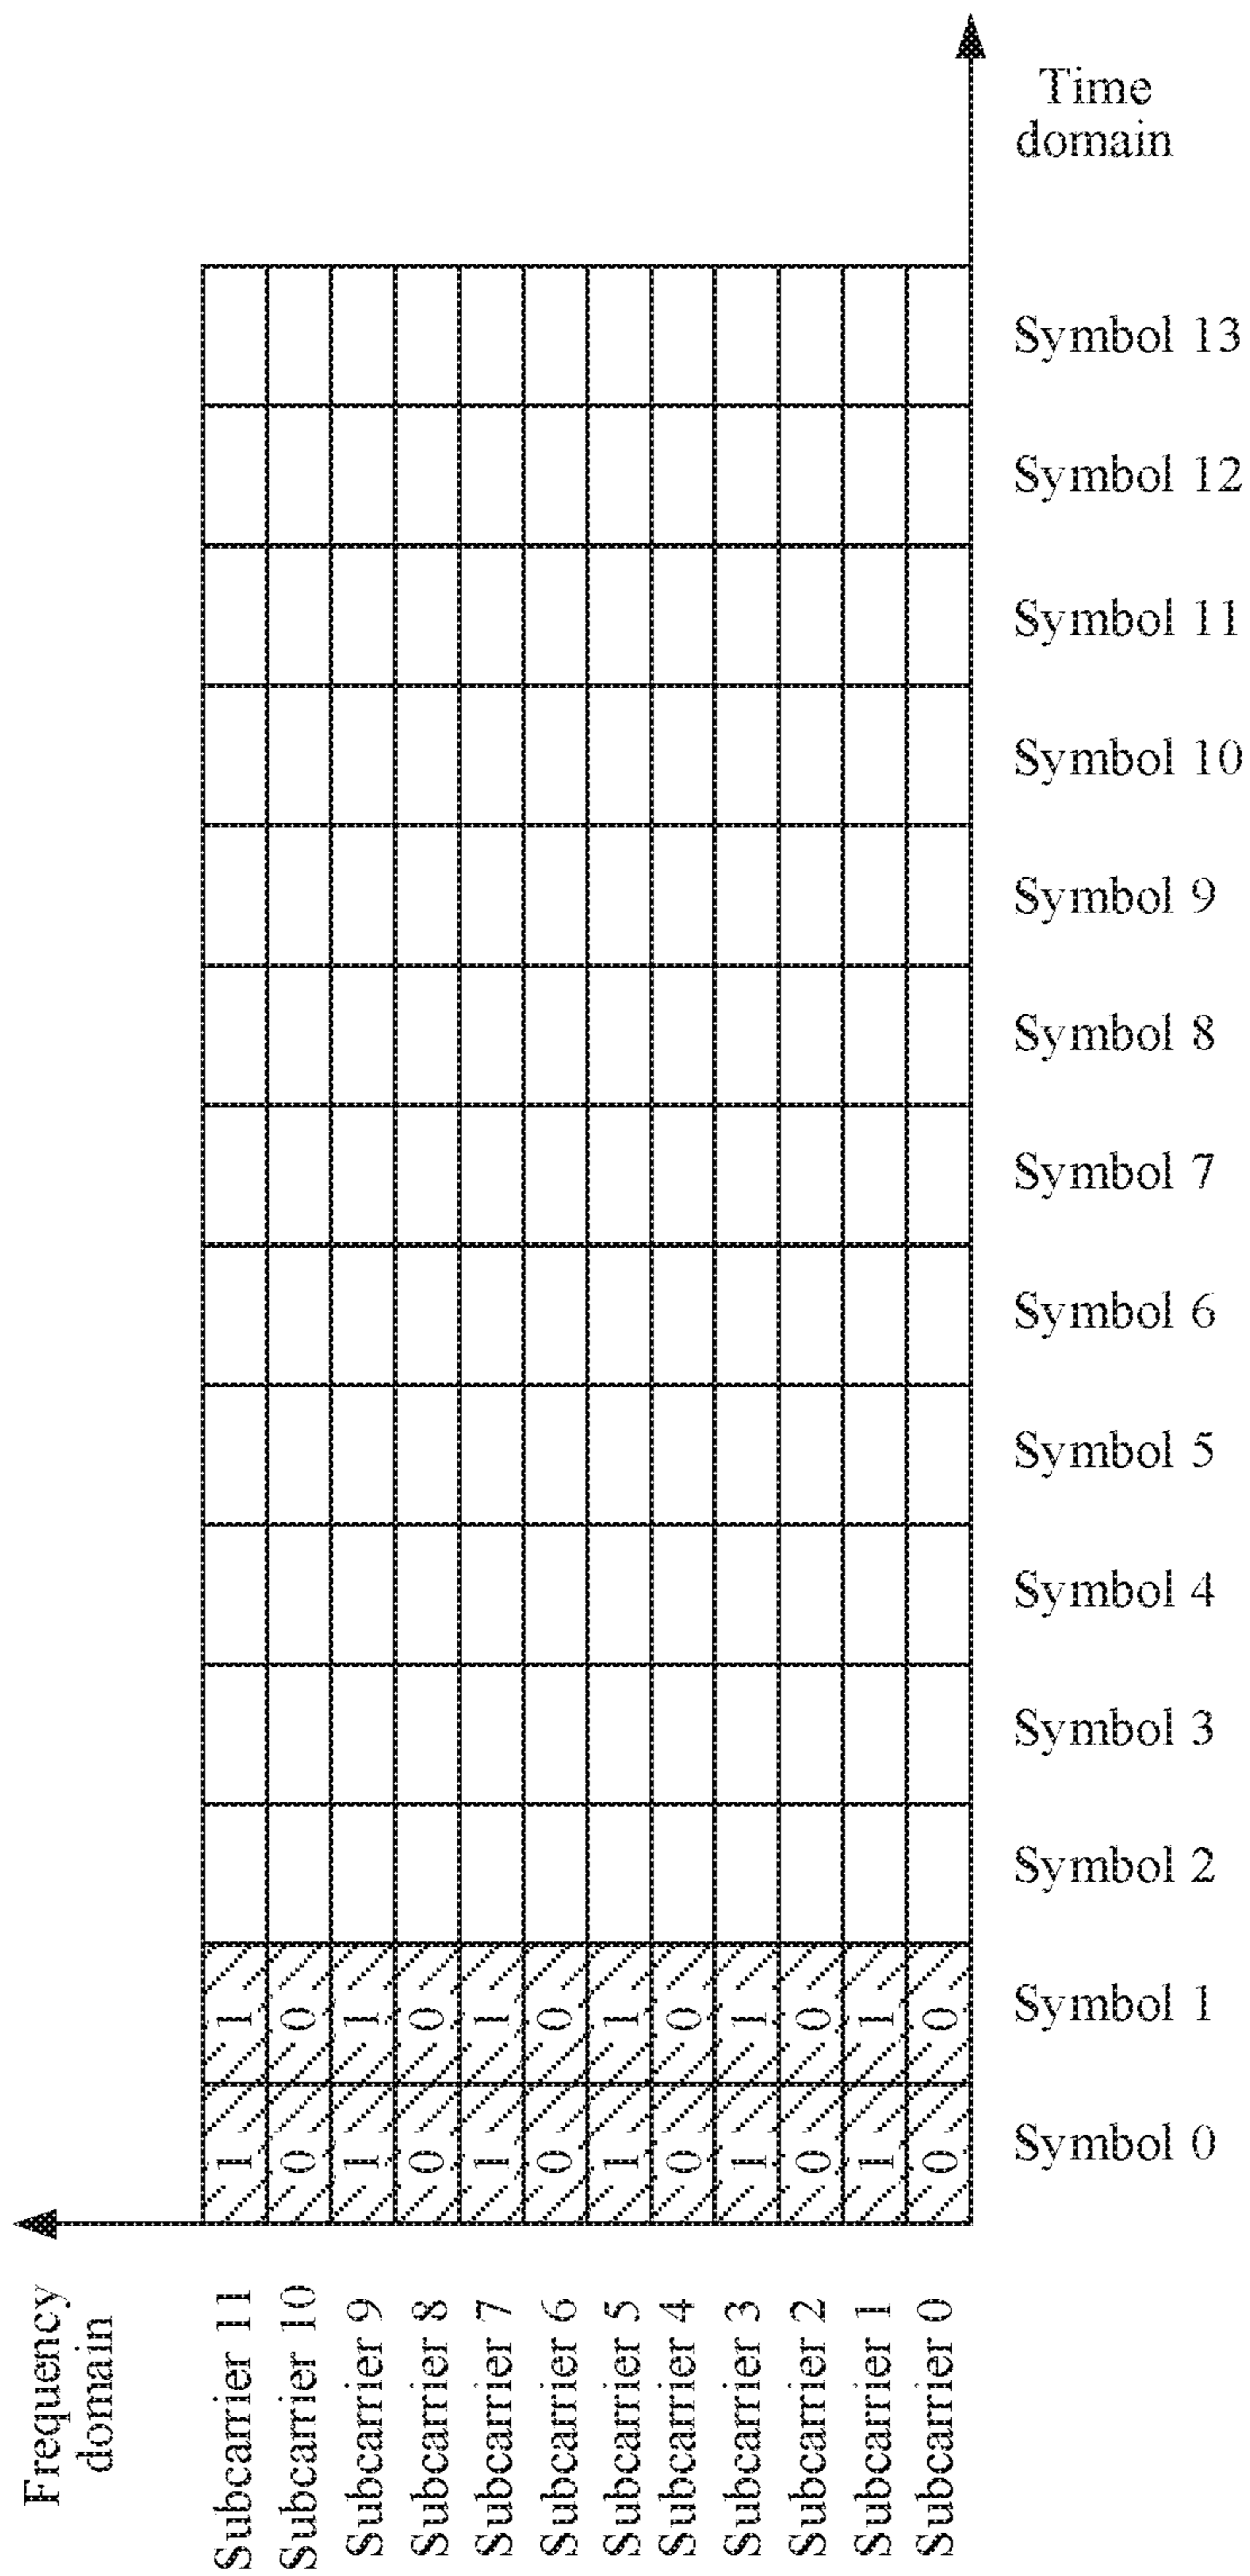 Time
domain
Symbol 13
Symbol 12
Symbol 11
Symbol 10
Symbol 9
Symbol 8
Symbol 7
Symbol 6
Symbol 5
Symbol 4
Symbol 3
Symbol 2
1 0 1 0 1 0 1 0 1 0 1 0
Symbol 1
1 0 1 0 1 0 1 0 1 0 1 0
Symbol 0
Frequency
domain
Subcarrier 11
Subcarrier 10
Subcarrier 9
Subcarrier 8
Subcarrier 7
Subcarrier 6
Subcarrier 5
Subcarrier 4
Subcarrier 3
Subcarrier 2
Subcarrier 1
Subcarrier 0